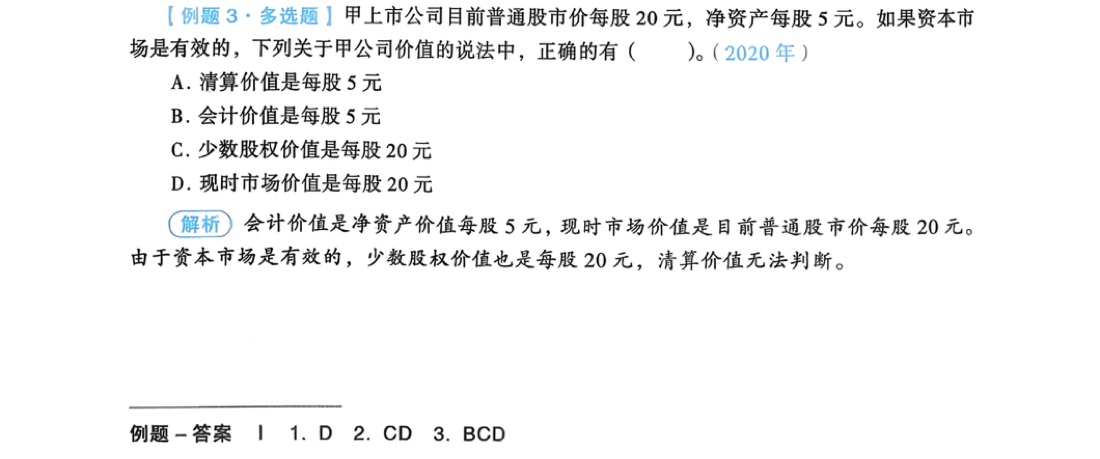 【例题3·多选题】甲上市公司目前普通股市价每股20元，净资产每股5元。如果资本市
场是有效的，下列关于甲公司价值的说法中，正确的有（　　）。（2020年）
A. 清算价值是每股5元
B. 会计价值是每股5元
C. 少数股权价值是每股20元
D. 现时市场价值是每股20元
解析 会计价值是净资产价值每股5元，现时市场价值是目前普通股市价每股20元。
由于资本市场是有效的，少数股权价值也是每股20元，清算价值无法判断。
例题－答案 | 1. D 2. CD 3. BCD